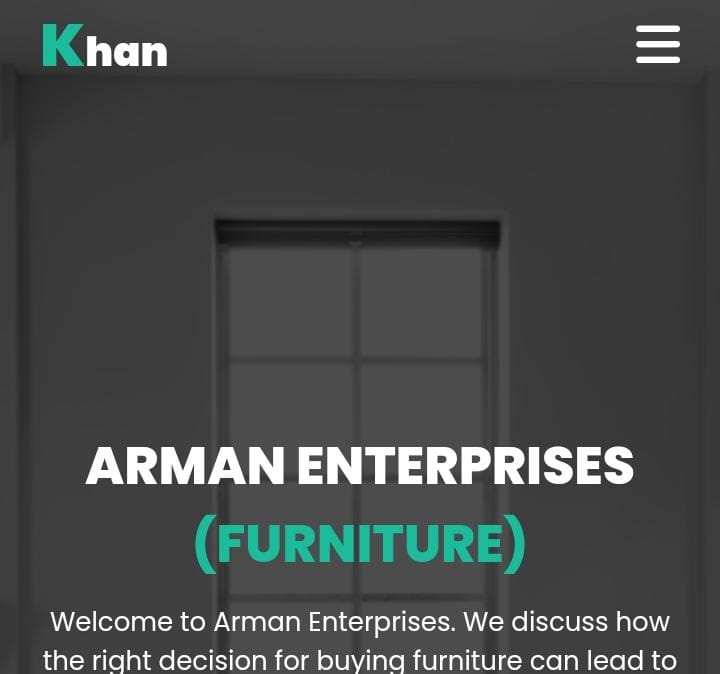 Khan
ARMAN ENTERPRISES
(FURNITURE)
Welcome to Arman Enterprises. We discuss how
the right decision for buying furniture can lead to